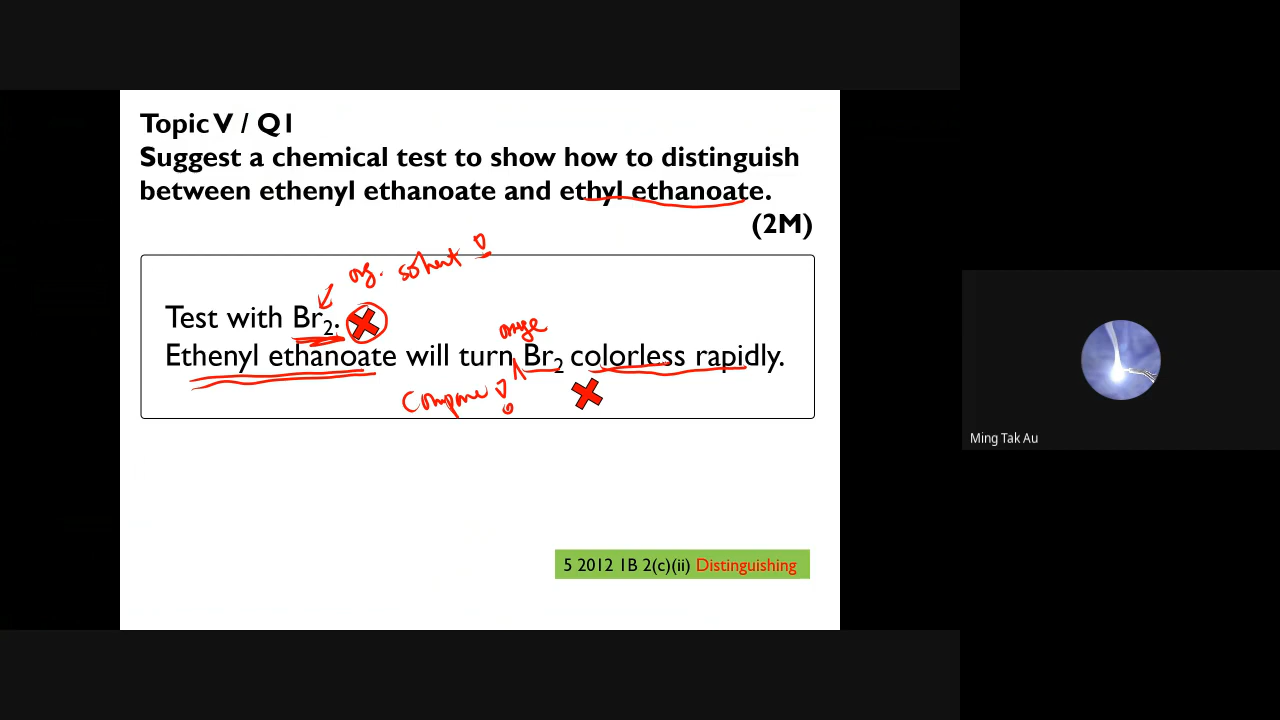 Topic V / Q1
Suggest a chemical test to show how to distinguish
between ethenyl ethanoate and ethyl ethanoate.
(2M)
org. solvent !
Test with Br₂.
orange
Ethenyl ethanoate will turn Br₂ colorless rapidly.
Compare !
5 2012 1B 2(c)(ii) Distinguishing
Ming Tak Au